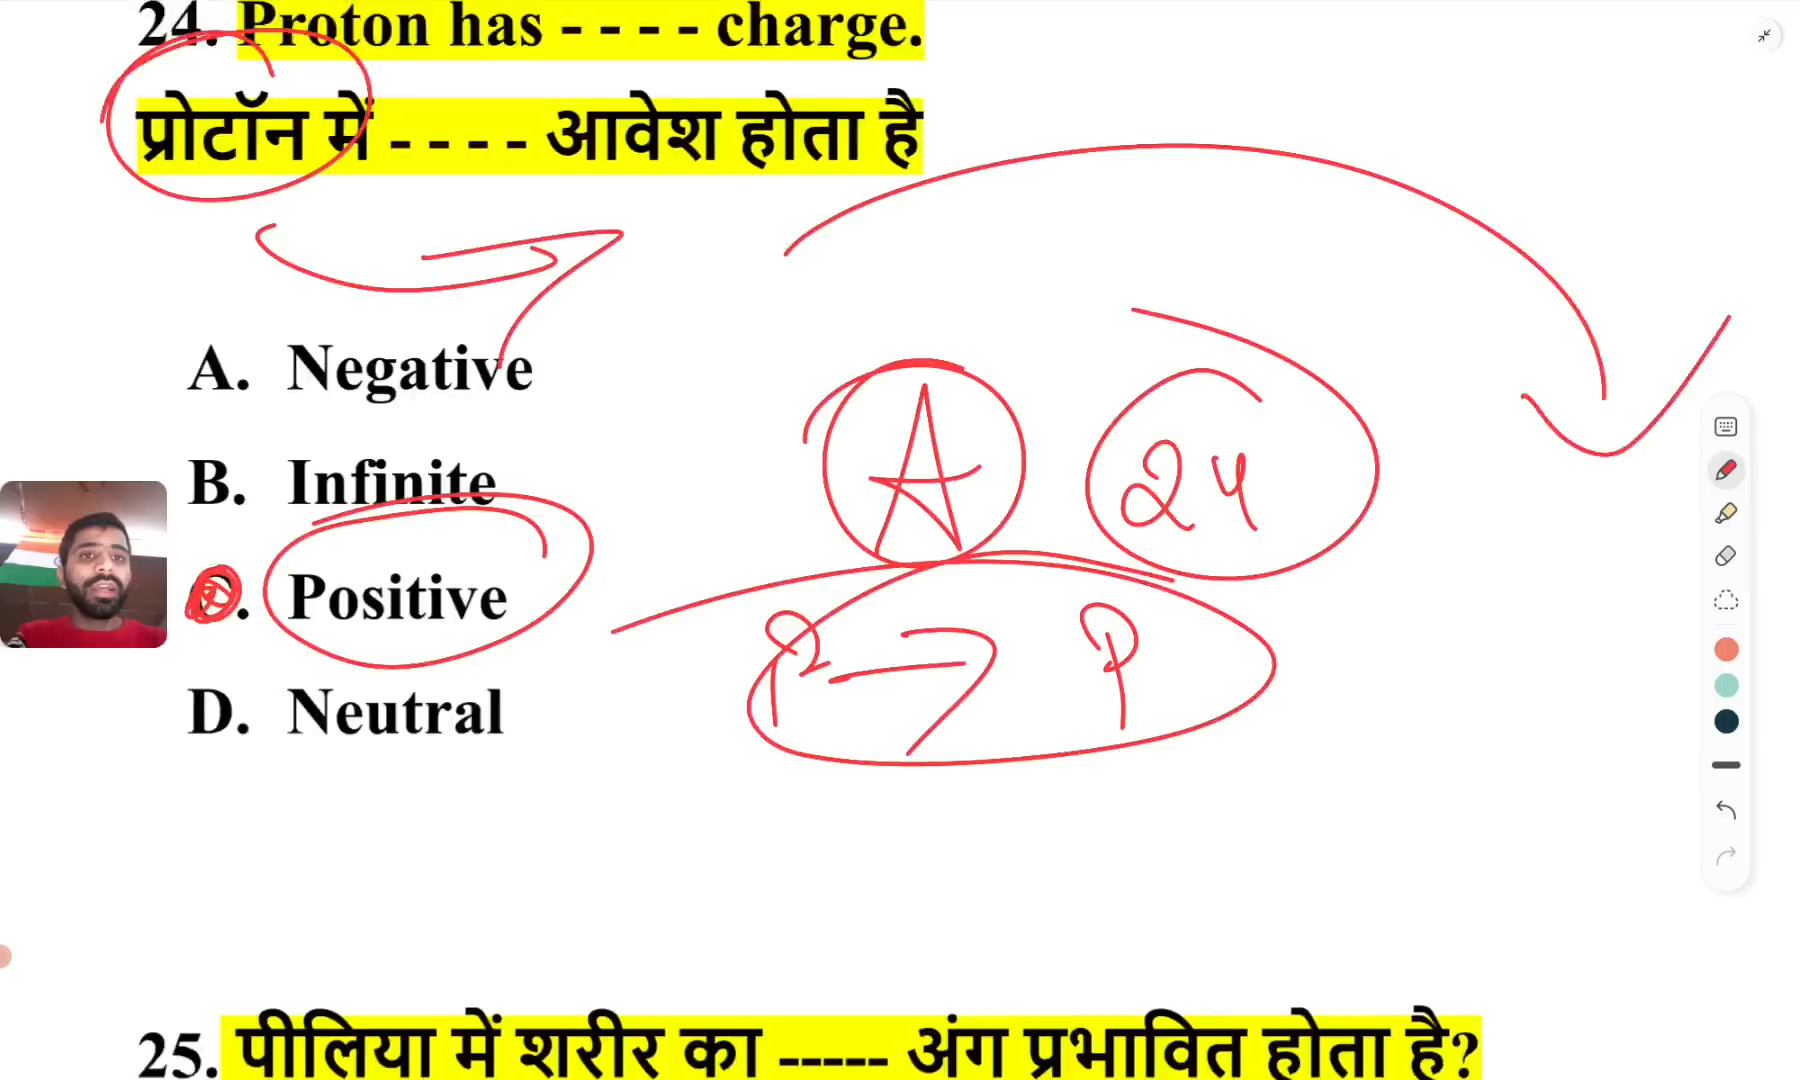 24. Proton has - - - - charge.
प्रोटॉन में - - - - आवेश होता है
A. Negative
B. Infinite
C. Positive
D. Neutral
A 24
P → P
25. पीलिया में शरीर का ----- अंग प्रभावित होता है?